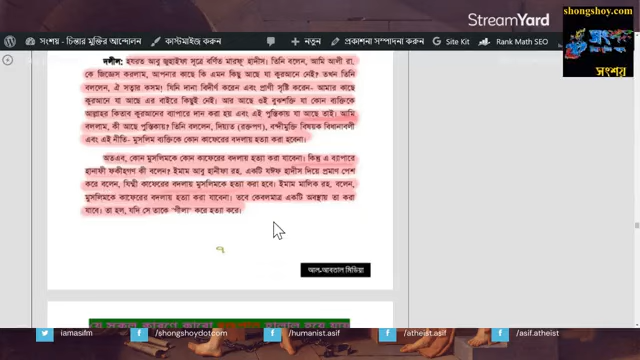 shongshoy.com
StreamYard
সংশয় - চিন্তার মুক্তির আন্দোলন
কাস্টমাইজ করুন
নতুন
প্রকাশনা সম্পাদনা করুন
Site Kit
Rank Math SEO
সংশয়
দলীল: হযরত আবু জুহাইফা সূত্রে বর্ণিত মারফু হাদীস। তিনি বলেন, আমি আলী রা.
কে জিজ্ঞেস করলাম, আপনার কাছে কি এমন কিছু আছে যা কুরআনে নেই? তখন তিনি
বললেন, ঐ সত্তার কসম! যিনি দানা বিদীর্ণ করেন এবং প্রাণী সৃষ্টি করেন- আমার কাছে
কুরআনে যা আছে এর বাইরে কিছুই নেই। আর আছে ওই বুঝশক্তি যা কোন ব্যক্তিকে
আল্লাহর কিতাব কুরআনের ব্যাপারে দান করা হয় এবং এই পুস্তিকায় যা আছে তাই। আমি
বললাম, কী আছে পুস্তিকায়? তিনি বললেন, দিয়্যত (রক্তপণ), বন্দীমুক্তি বিষয়ক বিধানাবলী
এবং এই নীতি- মুসলিম ব্যক্তিকে কোন কাফেরের বদলায় হত্যা করা হবেনা।
অতএব, কোন মুসলিমকে কোন কাফেরের বদলায় হত্যা করা যাবেনা। কিন্তু এ ব্যাপারে
হানাফী ফকীহগণ কী বলেন? ইমাম আবু হানীফা রহ. একটি যঈফ হাদীস দিয়ে প্রমাণ পেশ
করে বলেন, যিম্মী কাফেরের বদলায় মুসলিমকে হত্যা করা হবে। ইমাম মালিক রহ. বলেন,
মুসলিমকে কাফেরের বদলায় হত্যা করা যাবেনা। তবে কেবলমাত্র একটি অবস্থায় তা করা
যাবে। তা হল, যদি সে তাকে "গীলা" করে হত্যা করে।
৭
আল-আবতাল মিডিয়া
যে সকল কারণে কারো হালাল হয়ে যায়
iamasifm
/shongshoydotcom
/humanist.asif
/atheist.asif
/asif.atheist